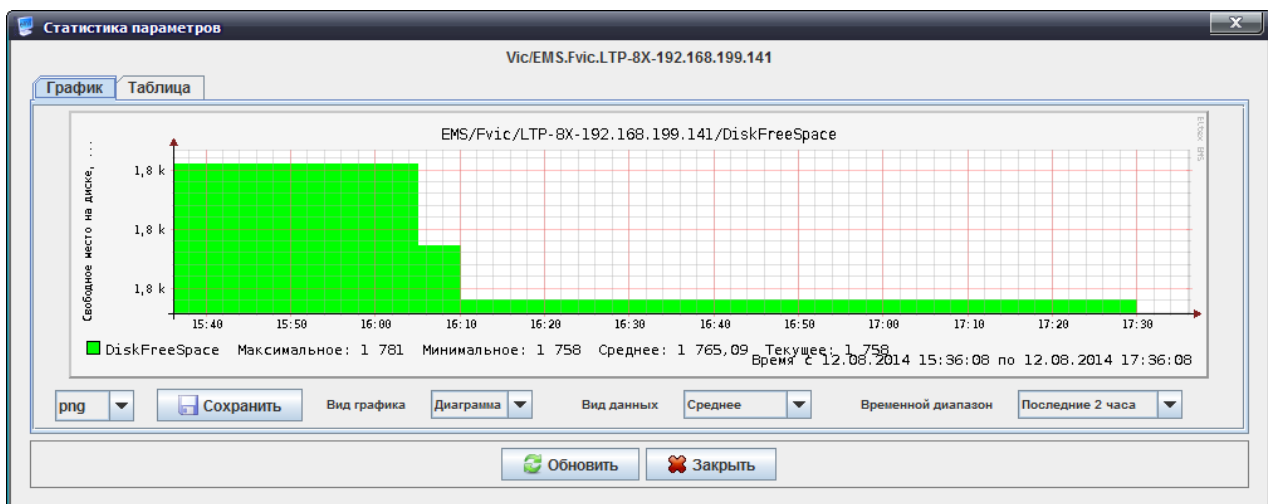 Статистика параметров
Vic/EMS.Fvic.LTP-8X-192.168.199.141
График Таблица
EMS/Fvic/LTP-8X-192.168.199.141/DiskFreeSpace
Eltex EMS
Свободное место на диске, ...
1,8 k
1,8 k
1,8 k
15:40 15:50 16:00 16:10 16:20 16:30 16:40 16:50 17:00 17:10 17:20 17:30
DiskFreeSpace Максимальное: 1 781 Минимальное: 1 758 Среднее: 1 765,09 Текущее: 1 758
Время с 12.08.2014 15:36:08 по 12.08.2014 17:36:08
png Сохранить Вид графика Диаграмма Вид данных Среднее Временной диапазон Последние 2 часа
Обновить Закрыть